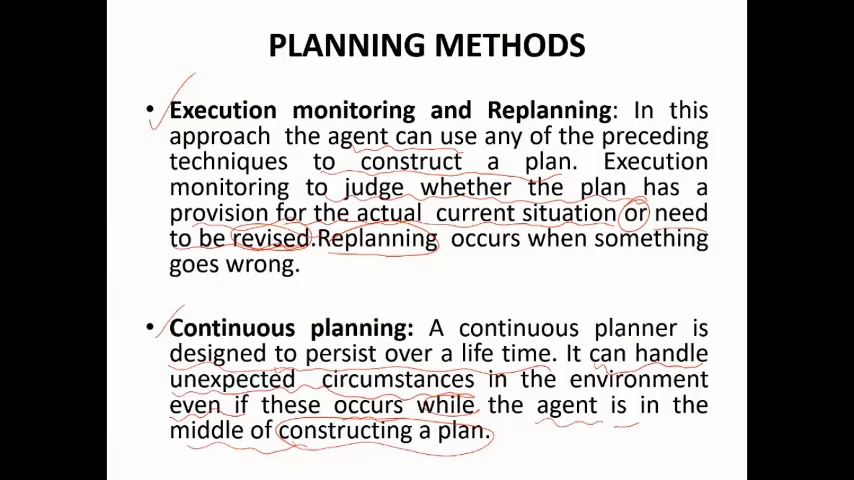 PLANNING METHODS
• Execution monitoring and Replanning: In this
approach the agent can use any of the preceding
techniques to construct a plan. Execution
monitoring to judge whether the plan has a
provision for the actual current situation or need
to be revised.Replanning occurs when something
goes wrong.
• Continuous planning: A continuous planner is
designed to persist over a life time. It can handle
unexpected circumstances in the environment
even if these occurs while the agent is in the
middle of constructing a plan.